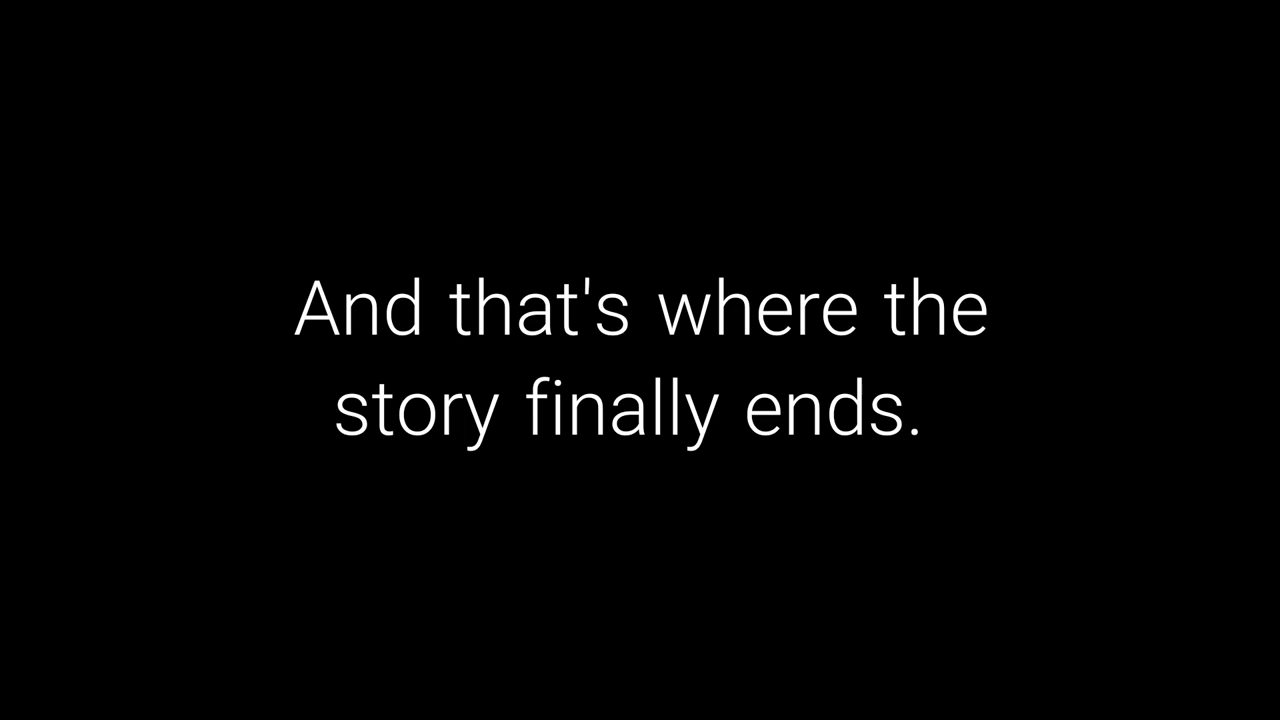 And that's where the
story finally ends.